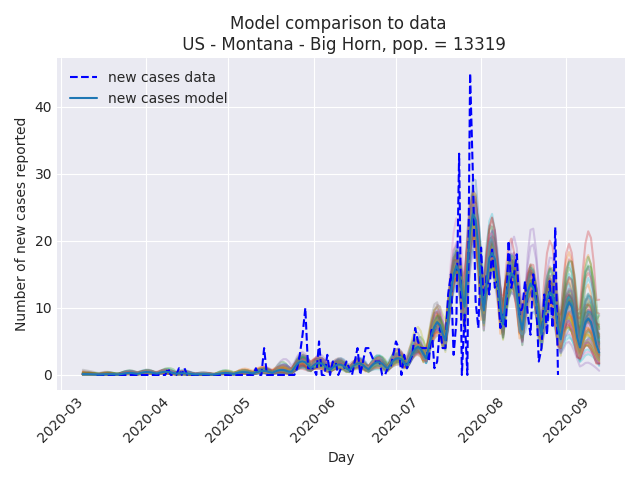 Model comparison to data
US - Montana - Big Horn, pop. = 13319
new cases data
new cases model
Number of new cases reported
40
30
20
10
0
2020-03
2020-04
2020-05
2020-06
2020-07
2020-08
2020-09
Day